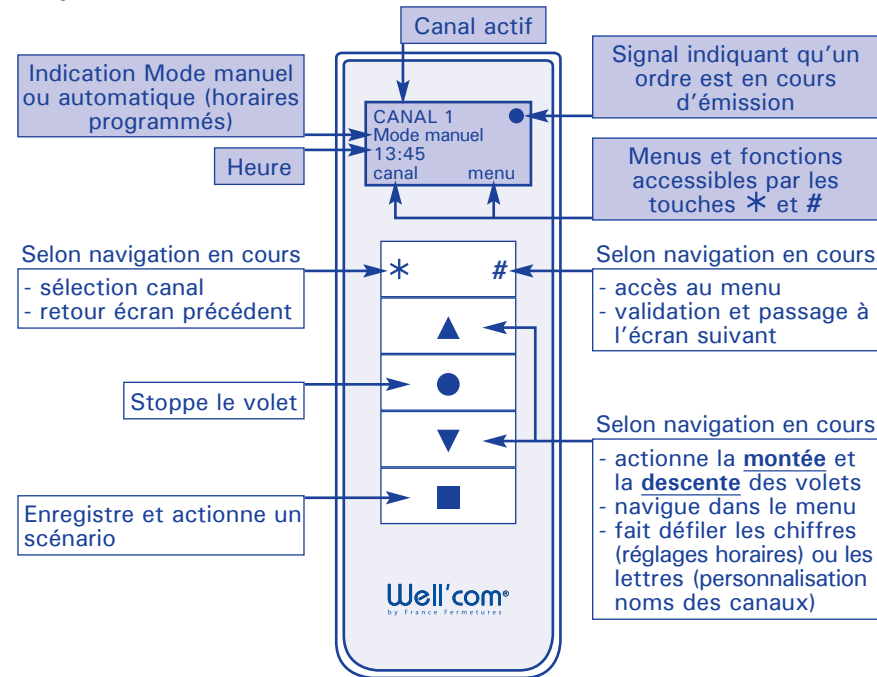 Canal actif
Indication Mode manuel
ou automatique (horaires
programmés)
Heure
CANAL 1
Mode manuel
13:45
canal menu
Signal indiquant qu'un
ordre est en cours
d'émission
Menus et fonctions
accessibles par les
touches * et #
Selon navigation en cours
- sélection canal
- retour écran précédent
* #
Selon navigation en cours
- accès au menu
- validation et passage à
l'écran suivant
Stoppe le volet
Selon navigation en cours
- actionne la montée et
la descente des volets
- navigue dans le menu
- fait défiler les chiffres
(réglages horaires) ou les
lettres (personnalisation
noms des canaux)
Enregistre et actionne un
scénario
Well'com®
by France Fermetures